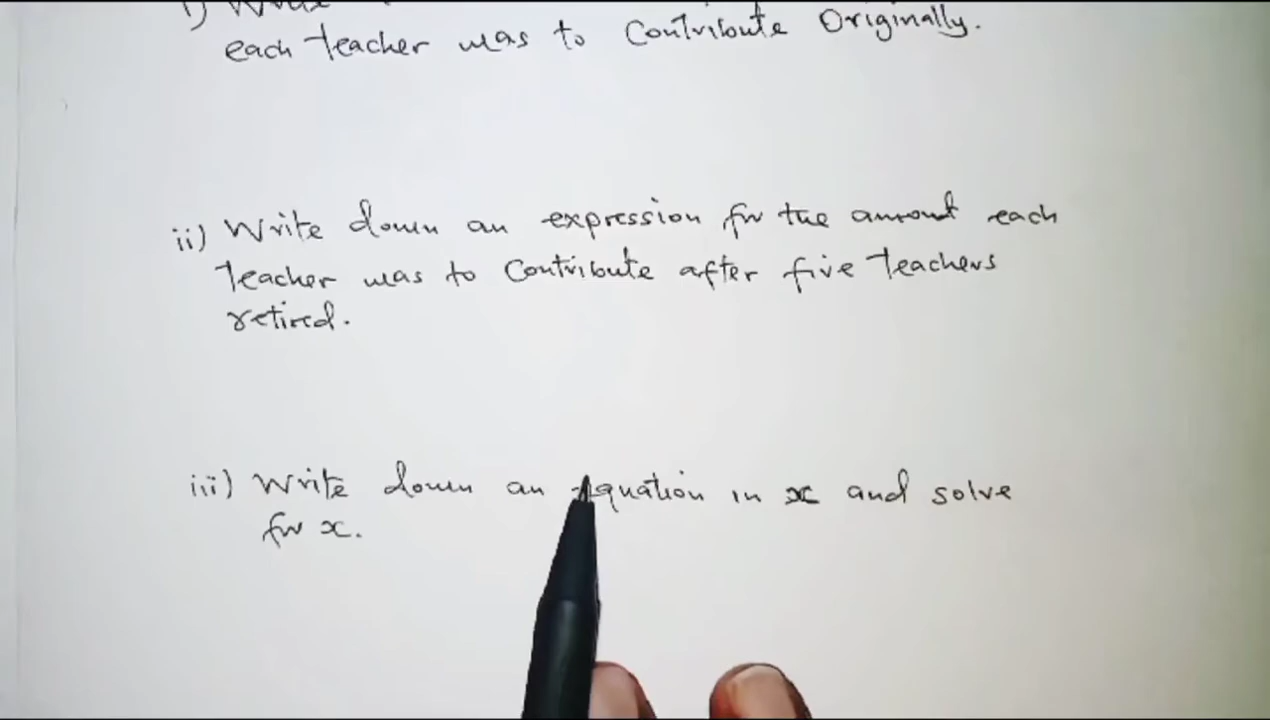 i) Write
each teacher was to Contribute Originally.
ii) Write down an expression for the amount each
teacher was to Contribute after five teachers
retired.
iii) Write down an equation in x and solve
for x.